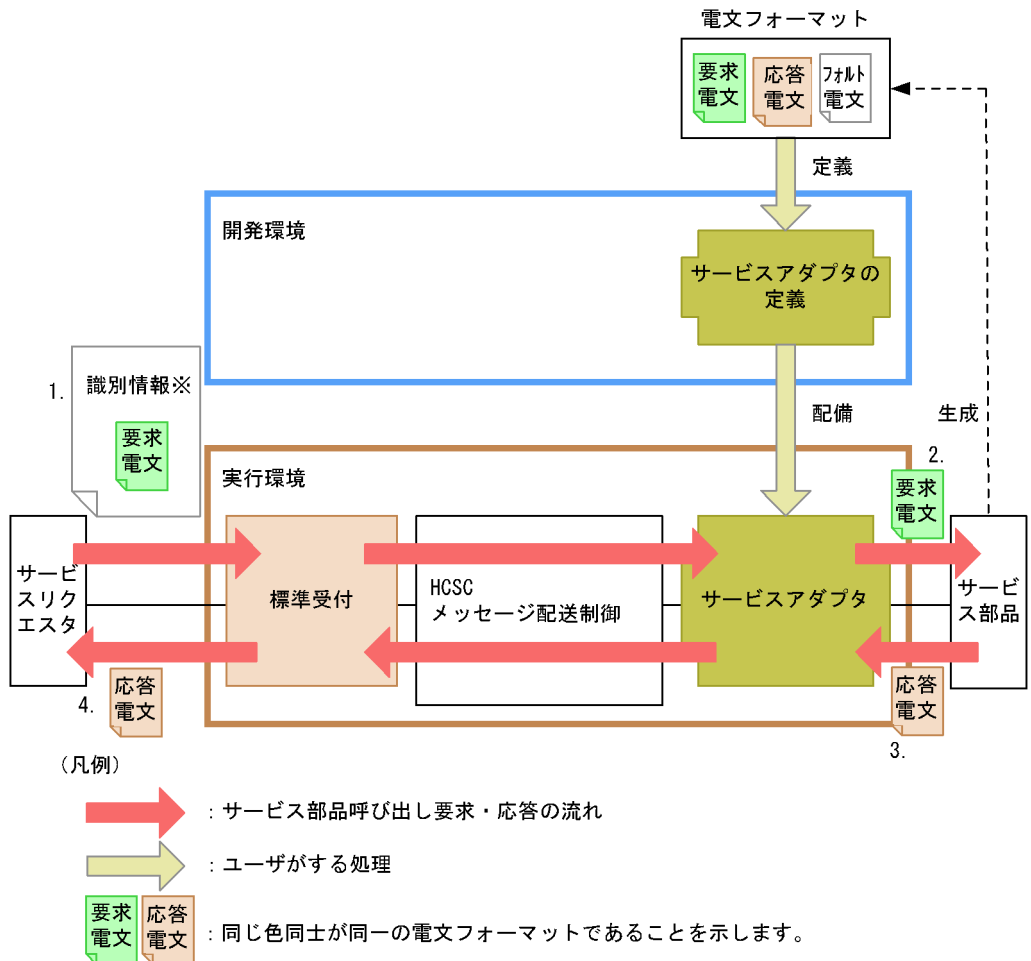 電文フォーマット
要求
電文
応答
電文
フォルト
電文
定義
開発環境
サービスアダプタの
定義
1.
識別情報※
要求
電文
配備
生成
実行環境
2.
要求
電文
サービ
スリク
エスタ
標準受付
HCSC
メッセージ配送制御
サービスアダプタ
サービ
ス部品
4.
応答
電文
応答
電文
3.
(凡例)
:サービス部品呼び出し要求・応答の流れ
:ユーザがする処理
要求
電文
応答
電文
:同じ色同士が同一の電文フォーマットであることを示します。